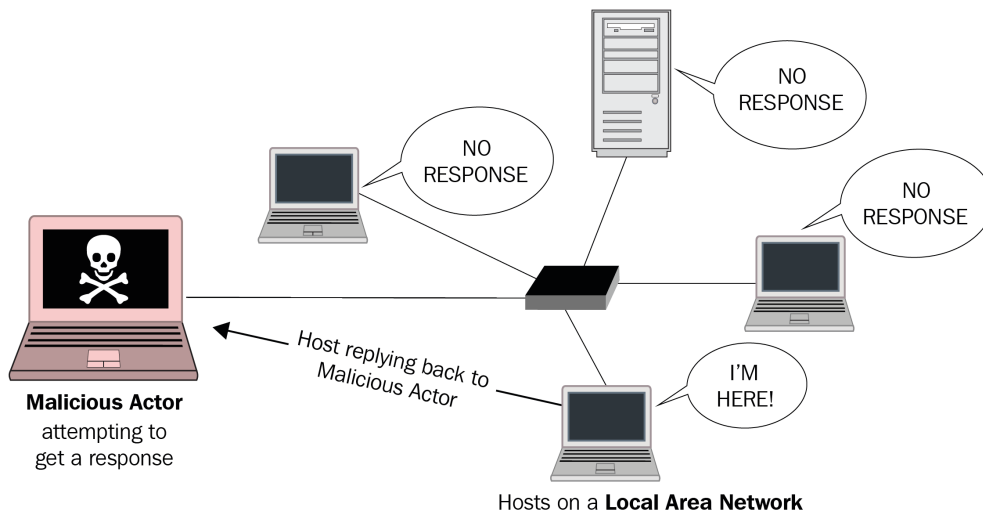 NO
RESPONSE
NO
RESPONSE
NO
RESPONSE
Host replying back to
Malicious Actor
I'M
HERE!
Malicious Actor
attempting to
get a response
Hosts on a Local Area Network